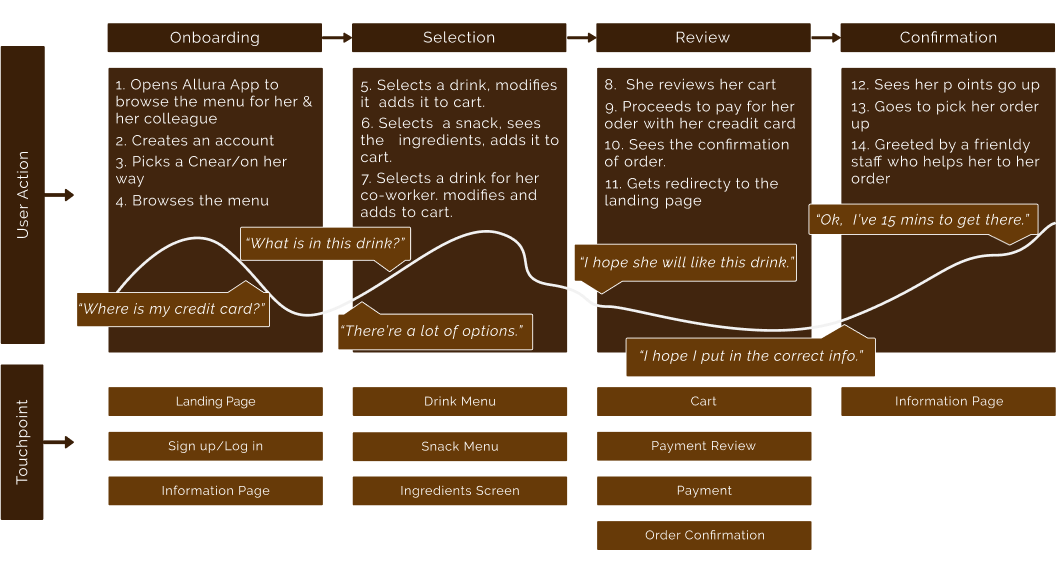 Onboarding
Selection
Review
Confirmation
User Action
1. Opens Allura App to
browse the menu for her &
her colleague
2. Creates an account
3. Picks a Cnear/on her
way
4. Browses the menu
5. Selects a drink, modifies
it adds it to cart.
6. Selects a snack, sees
the ingredients, adds it to
cart.
7. Selects a drink for her
co-worker. modifies and
adds to cart.
8. She reviews her cart
9. Proceeds to pay for her
oder with her creadit card
10. Sees the confirmation
of order.
11. Gets redirecty to the
landing page
12. Sees her p oints go up
13. Goes to pick her order
up
14. Greeted by a frienldy
staff who helps her to her
order
“Where is my credit card?”
“What is in this drink?”
“There're a lot of options.”
“I hope she will like this drink.”
“I hope I put in the correct info.”
“Ok, I've 15 mins to get there.”
Touchpoint
Landing Page
Sign up/Log in
Information Page
Drink Menu
Snack Menu
Ingredients Screen
Cart
Payment Review
Payment
Order Confirmation
Information Page